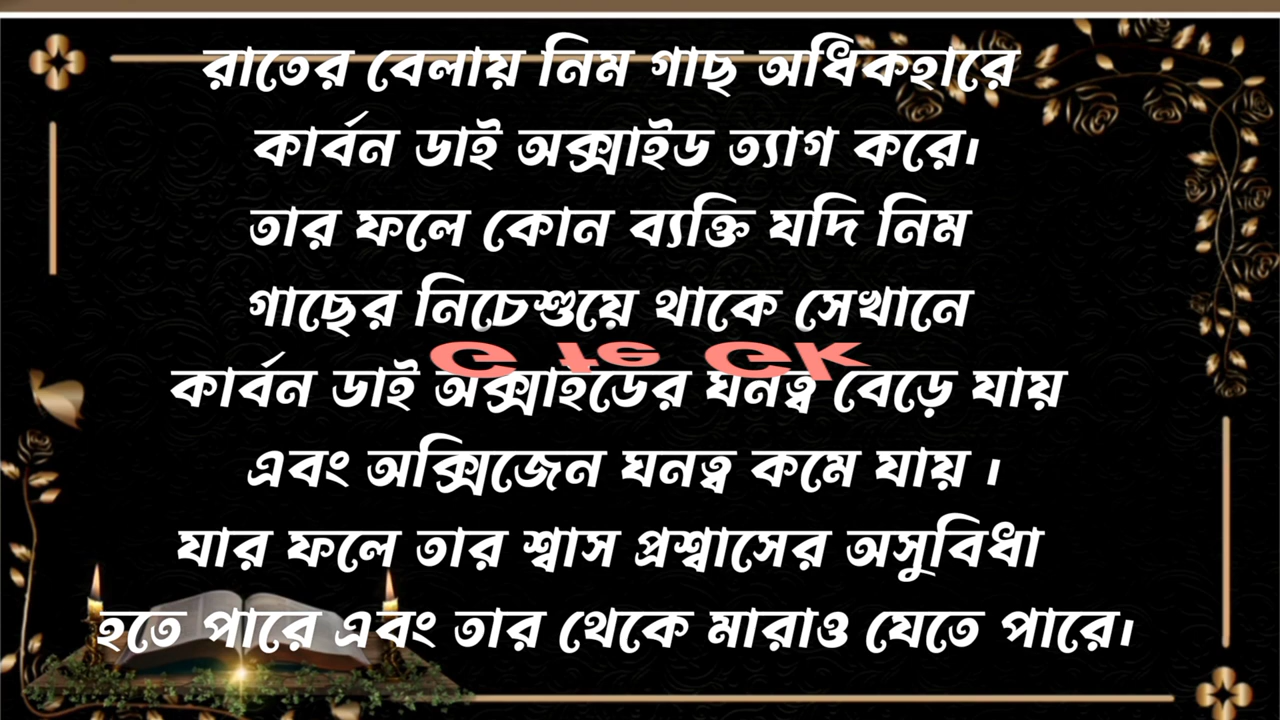 রাতের বেলায় নিম গাছ অধিকহারে
কার্বন ডাই অক্সাইড ত্যাগ করে।
তার ফলে কোন ব্যক্তি যদি নিম
গাছের নিচেশুয়ে থাকে সেখানে
কার্বন ডাই অক্সাইডের ঘনত্ব বেড়ে যায়
এবং অক্সিজেন ঘনত্ব কমে যায় ।
যার ফলে তার শ্বাস প্রশ্বাসের অসুবিধা
হতে পারে এবং তার থেকে মারাও যেতে পারে।